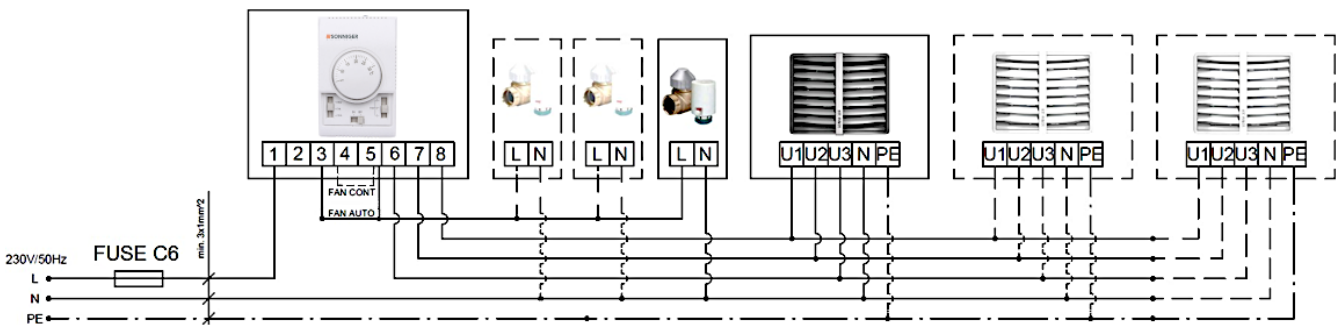 SONNIGER
1 2 3 4 5 6 7 8
L N
L N
L N
U1 U2 U3 N PE
U1 U2 U3 N PE
U1 U2 U3 N PE
FAN CONT
FAN AUTO
min. 3x1mm^2
230V/50Hz
FUSE C6
L
N
PE